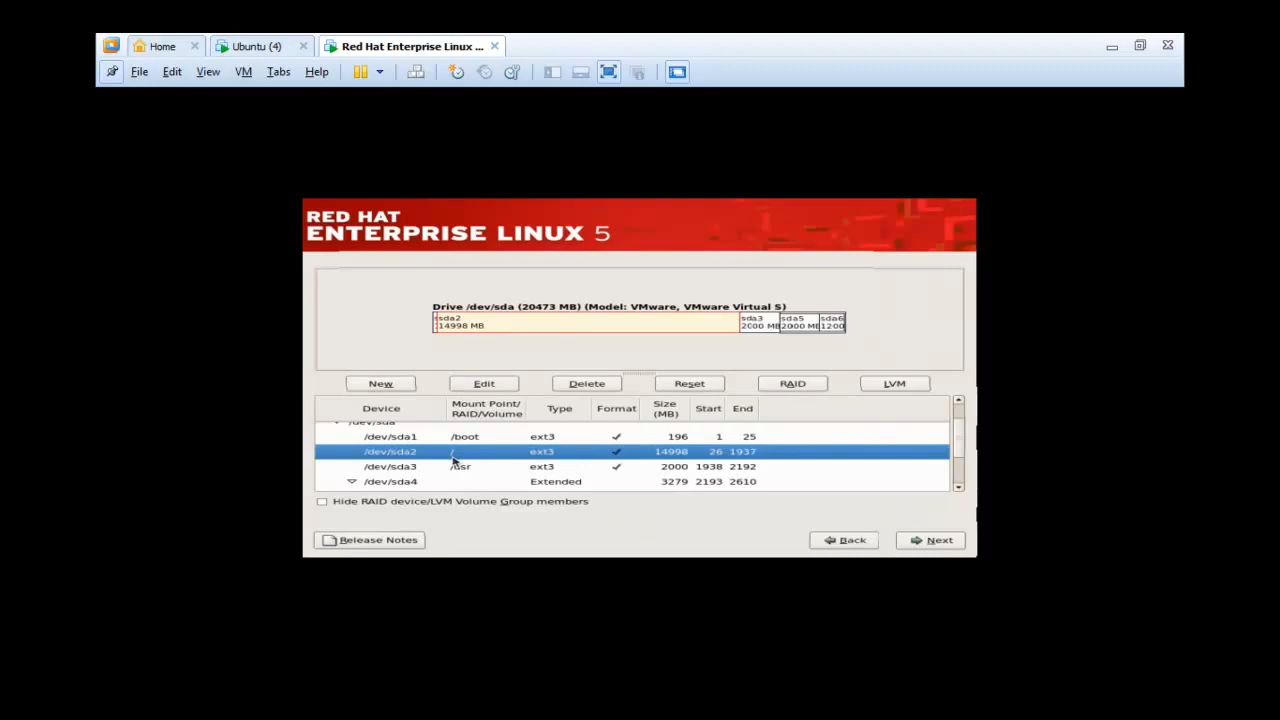 Home Ubuntu (4) Red Hat Enterprise Linux ...
File Edit View VM Tabs Help
RED HAT
ENTERPRISE LINUX 5
Drive /dev/sda (20473 MB) (Model: VMware, VMware Virtual S)
sda2 sda3 sda5 sda6
14998 MB 2000 MB 2000 MB 1200
New Edit Delete Reset RAID LVM
Device Mount Point/ RAID/Volume Type Format Size (MB) Start End
/dev/sda
/dev/sda1 /boot ext3 ✓ 196 1 25
/dev/sda2 / ext3 ✓ 14998 26 1937
/dev/sda3 /usr ext3 ✓ 2000 1938 2192
/dev/sda4 Extended 3279 2193 2610
Hide RAID device/LVM Volume Group members
Release Notes Back Next